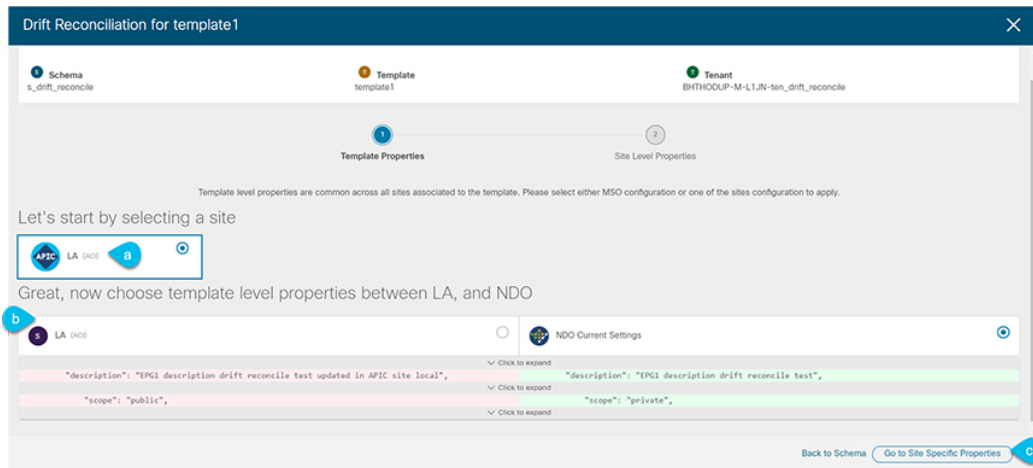 Drift Reconciliation for template1
S Schema
s_drift_reconcile
T Template
template1
T Tenant
BHTHODUP-M-L1JN-ten_drift_reconcile
1
2
Template Properties
Site Level Properties
Template level properties are common across all sites associated to the template. Please select either MSO configuration or one of the sites configuration to apply.
Let's start by selecting a site
APIC LA [ACI] a
Great, now choose template level properties between LA, and NDO
b
S LA [ACI]
NDO Current Settings
Click to expand
"description": "EPG1 description drift reconcile test updated in APIC site local",
"description": "EPG1 description drift reconcile test",
Click to expand
"scope": "public",
"scope": "private",
Click to expand
Back to Schema Go to Site Specific Properties c